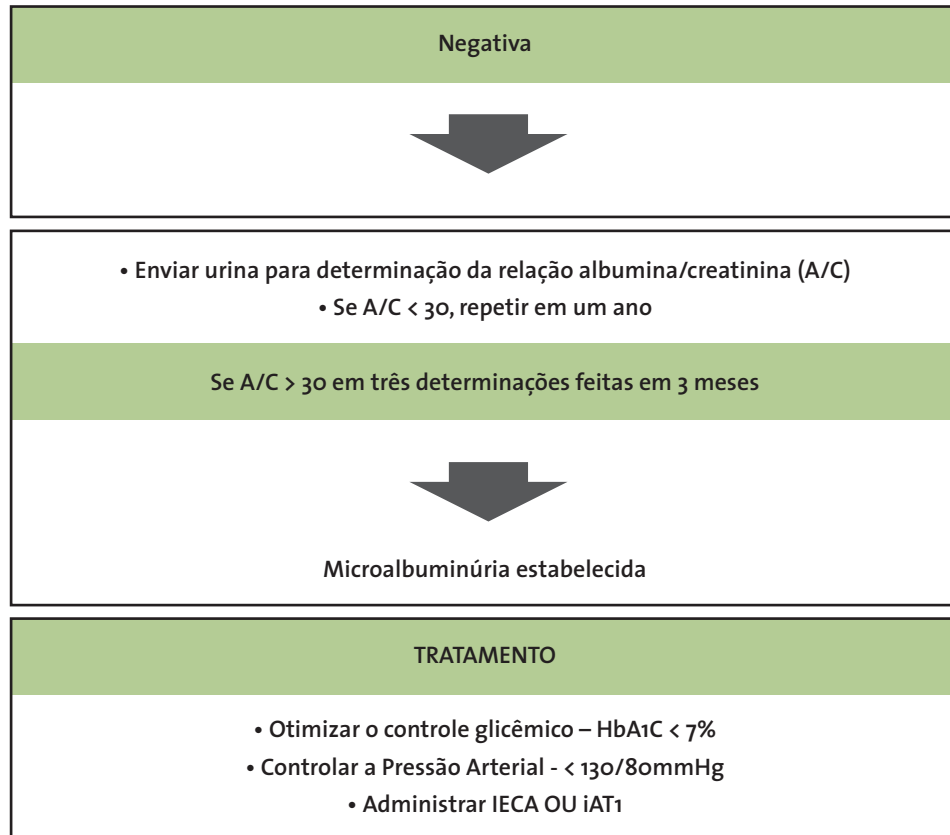 Negativa
• Enviar urina para determinação da relação albumina/creatinina (A/C)
• Se A/C < 30, repetir em um ano
Se A/C > 30 em três determinações feitas em 3 meses
Microalbuminúria estabelecida
TRATAMENTO
• Otimizar o controle glicêmico – HbA1C < 7%
• Controlar a Pressão Arterial - < 130/80mmHg
• Administrar IECA OU iAT1